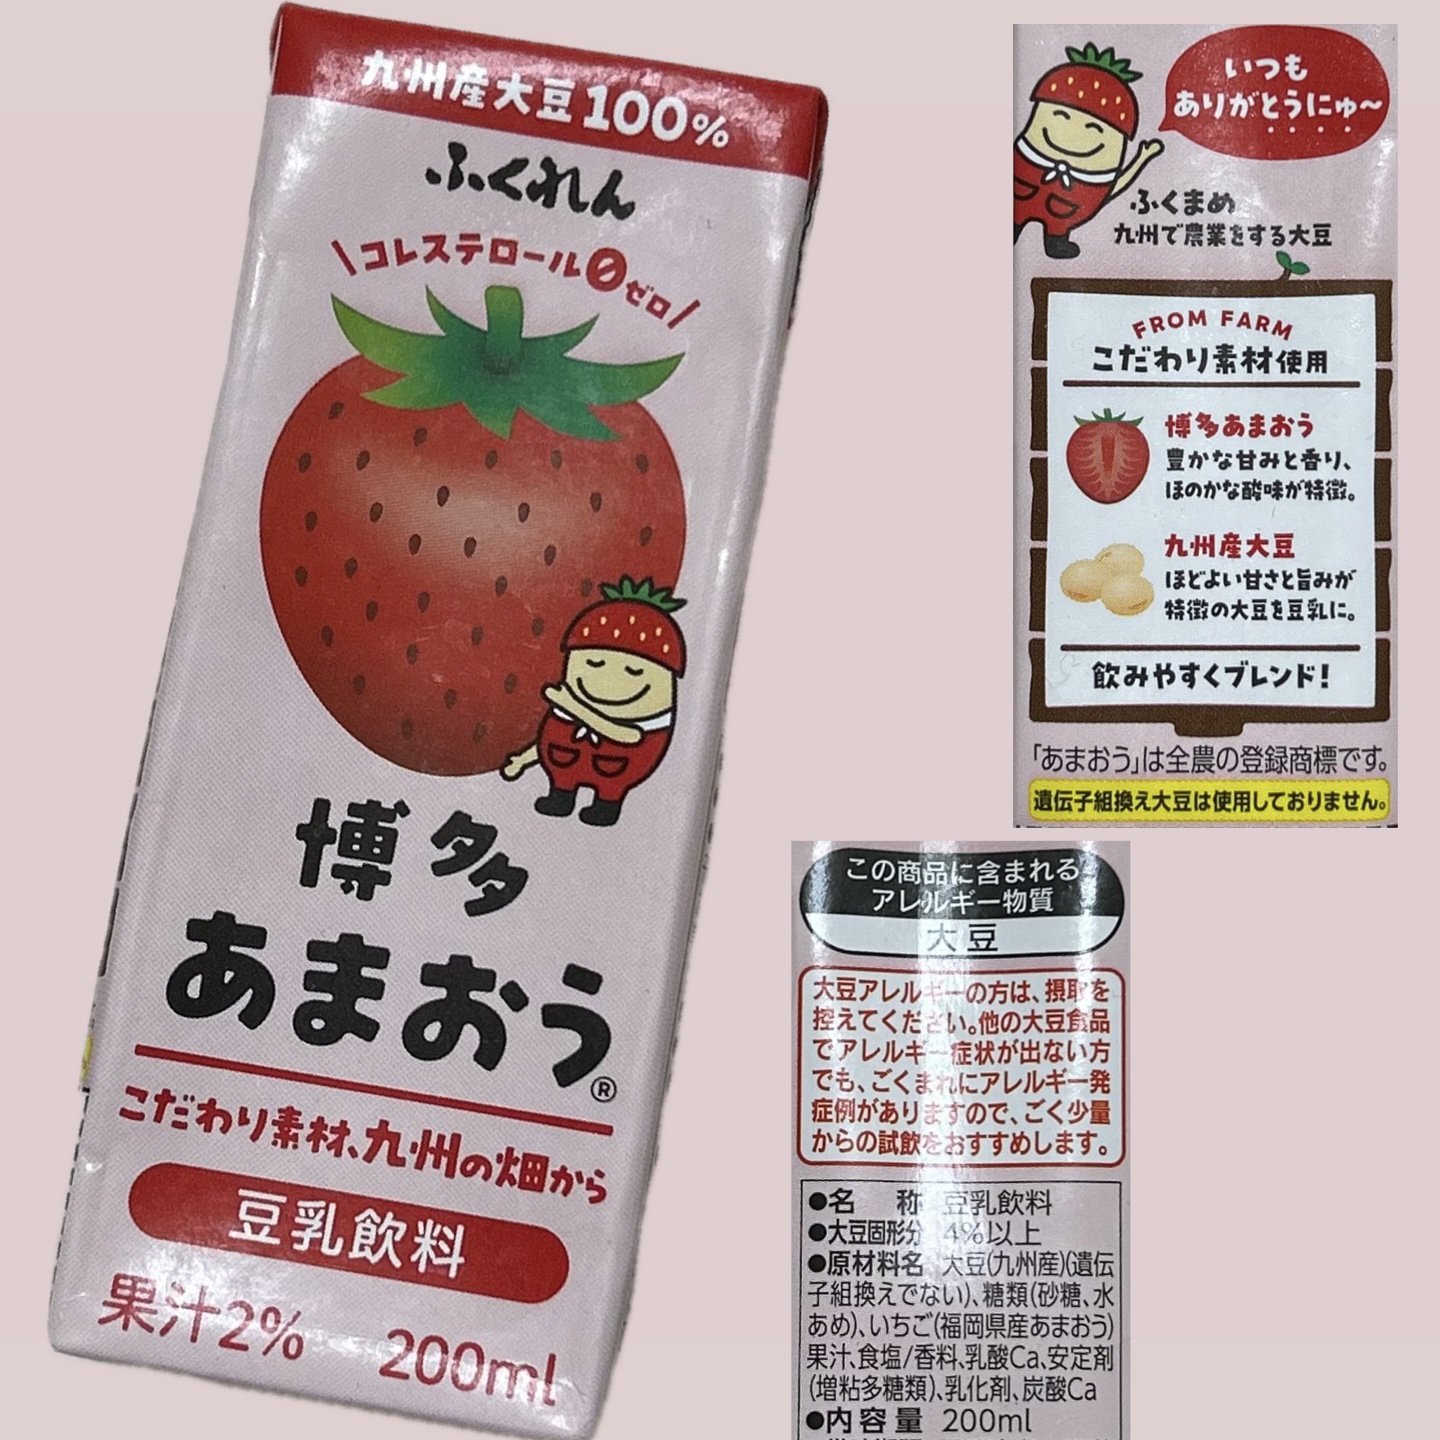 九州産大豆100%
ふくれん
コレステロール0ゼロ
博多
あまおう®
こだわり素材、九州の畑から
豆乳飲料
果汁2% 200ml
いつも
ありがとうにゅ~
ふくまめ
九州で農業をする大豆
FROM FARM
こだわり素材使用
博多あまおう
豊かな甘みと香り、
ほのかな酸味が特徴。
九州産大豆
ほどよい甘さと旨みが
特徴の大豆を豆乳に。
飲みやすくブレンド!
「あまおう」は全農の登録商標です。
遺伝子組換え大豆は使用しておりません。
この商品に含まれる
アレルギー物質
大豆
大豆アレルギーの方は、摂取を
控えてください。他の大豆食品
でアレルギー症状が出ない方
でも、ごくまれにアレルギー発
症例がありますので、ごく少量
からの試飲をおすすめします。
●名 称 豆乳飲料
●大豆固形分 4%以上
●原材料名 大豆(九州産)(遺伝
子組換えでない)、糖類(砂糖、水
あめ)、いちご(福岡県産あまおう)
果汁、食塩/香料、乳酸Ca、安定剤
(増粘多糖類)、乳化剤、炭酸Ca
●内容量 200ml